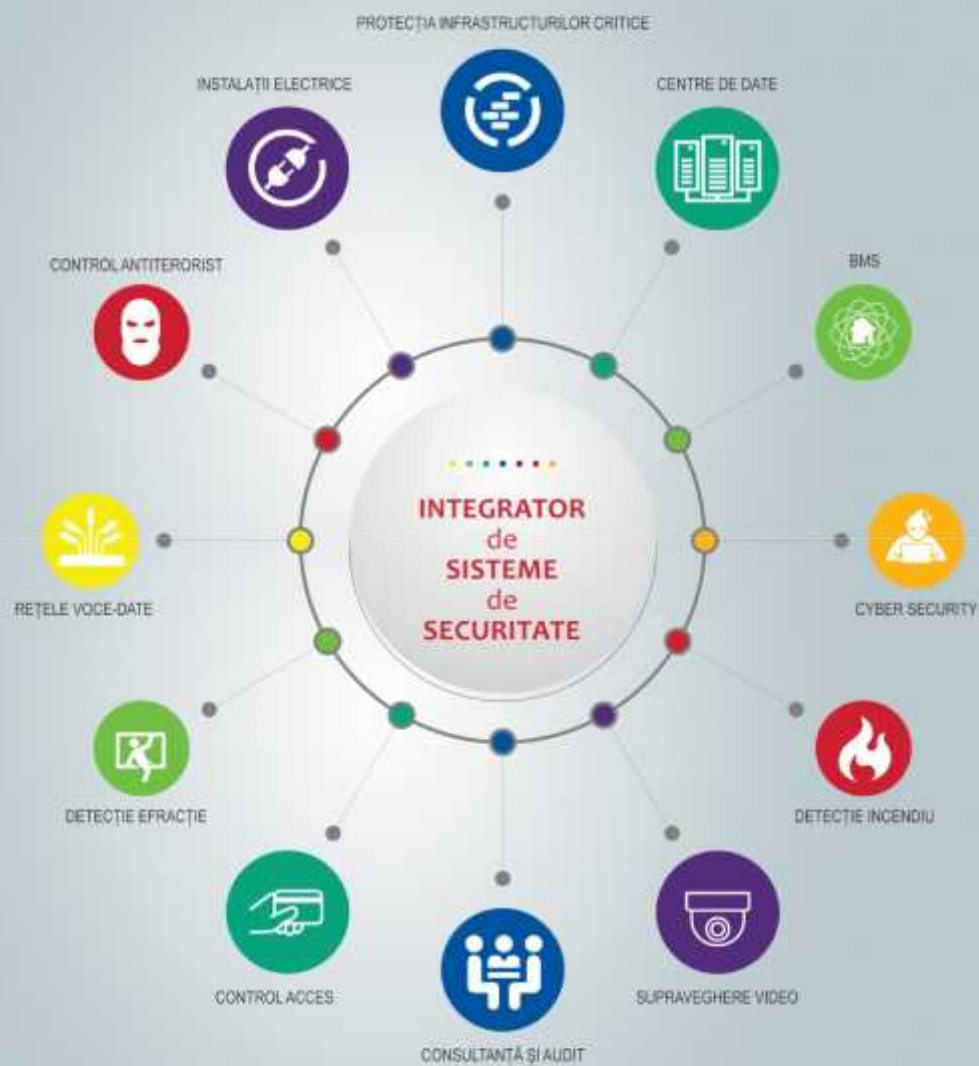 PROTECȚIA INFRASTRUCTURILOR CRITICE
INSTALAȚII ELECTRICE
CENTRE DE DATE
CONTROL ANTITERORIST
BMS
INTEGRATOR
de
SISTEME
de
SECURITATE
REȚELE VOCE-DATE
CYBER SECURITY
DETECȚIE EFRACȚIE
DETECȚIE INCENDIU
CONTROL ACCES
SUPRAVEGHERE VIDEO
CONSULTANȚĂ ȘI AUDIT